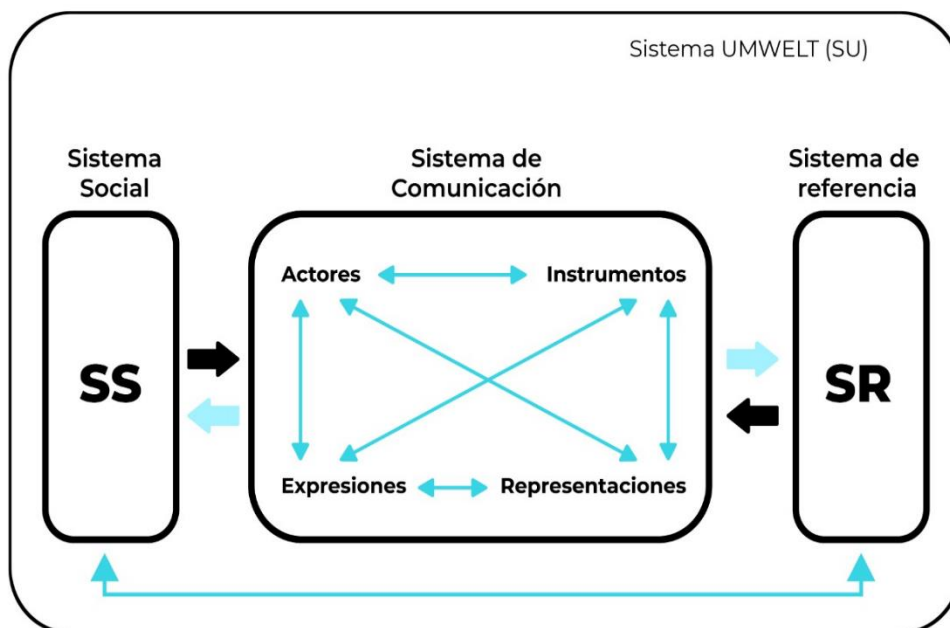 Sistema UMWELT (SU)
Sistema
Social
Sistema de
Comunicación
Sistema de
referencia
Actores
Instrumentos
SS
SR
Expresiones
Representaciones